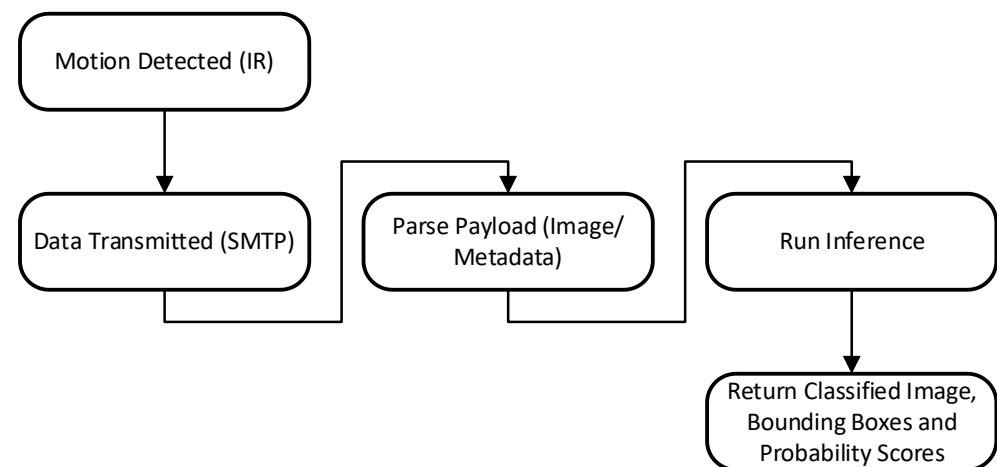 Motion Detected (IR)
Data Transmitted (SMTP)
Parse Payload (Image/
Metadata)
Run Inference
Return Classified Image,
Bounding Boxes and
Probability Scores